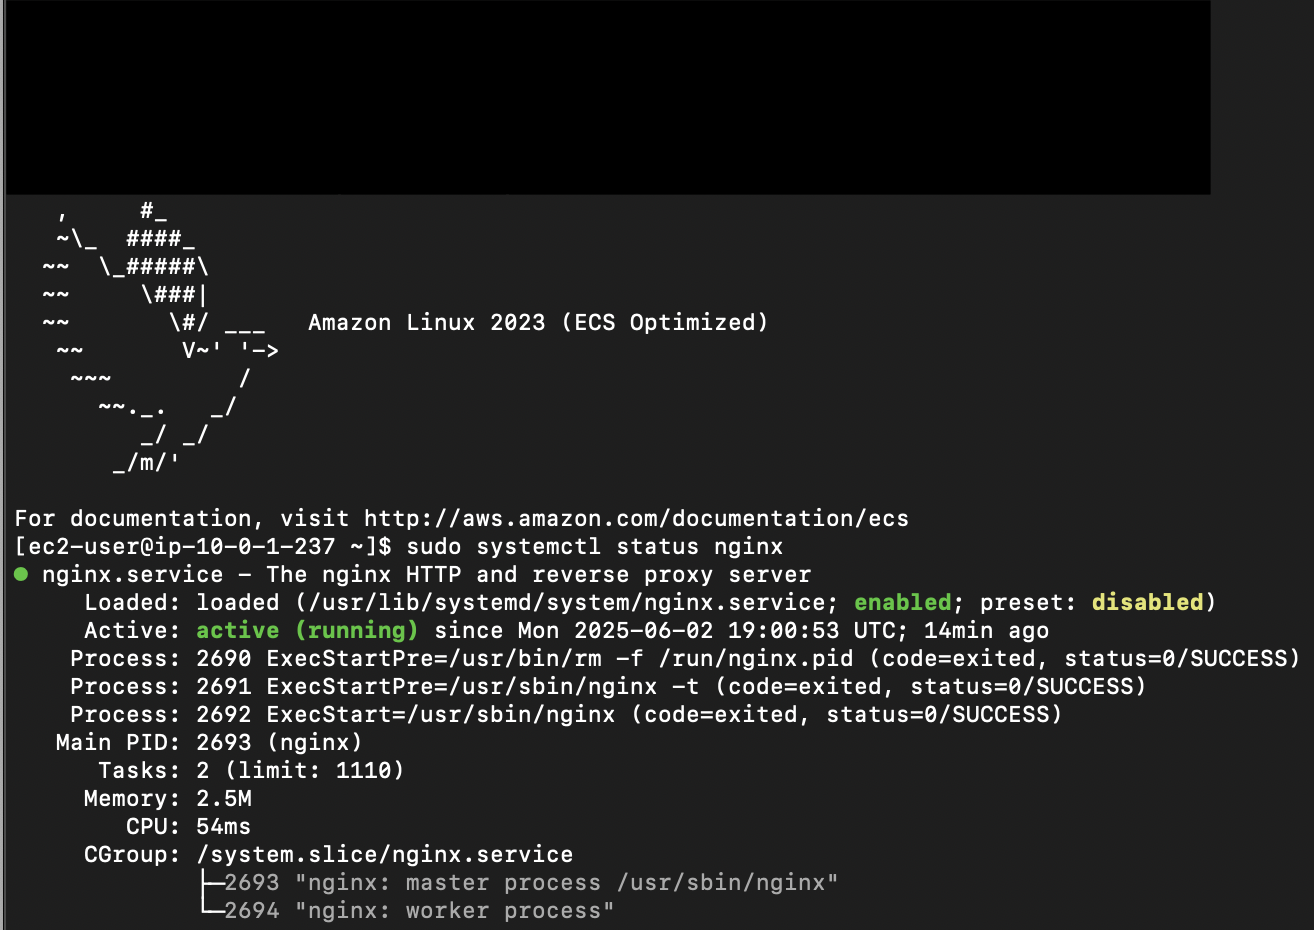 ,     #_
   ~\_  ####_
  ~~  \_#####\
  ~~     \###|
  ~~       \#/ ___   Amazon Linux 2023 (ECS Optimized)
   ~~       V~' '->
    ~~~         /
      ~~._.   _/
         _/ _/
       _/m/'
For documentation, visit http://aws.amazon.com/documentation/ecs
[ec2-user@ip-10-0-1-237 ~]$ sudo systemctl status nginx
● nginx.service - The nginx HTTP and reverse proxy server
     Loaded: loaded (/usr/lib/systemd/system/nginx.service; enabled; preset: disabled)
     Active: active (running) since Mon 2025-06-02 19:00:53 UTC; 14min ago
    Process: 2690 ExecStartPre=/usr/bin/rm -f /run/nginx.pid (code=exited, status=0/SUCCESS)
    Process: 2691 ExecStartPre=/usr/sbin/nginx -t (code=exited, status=0/SUCCESS)
    Process: 2692 ExecStart=/usr/sbin/nginx (code=exited, status=0/SUCCESS)
   Main PID: 2693 (nginx)
      Tasks: 2 (limit: 1110)
     Memory: 2.5M
        CPU: 54ms
     CGroup: /system.slice/nginx.service
             ├─2693 "nginx: master process /usr/sbin/nginx"
             └─2694 "nginx: worker process"